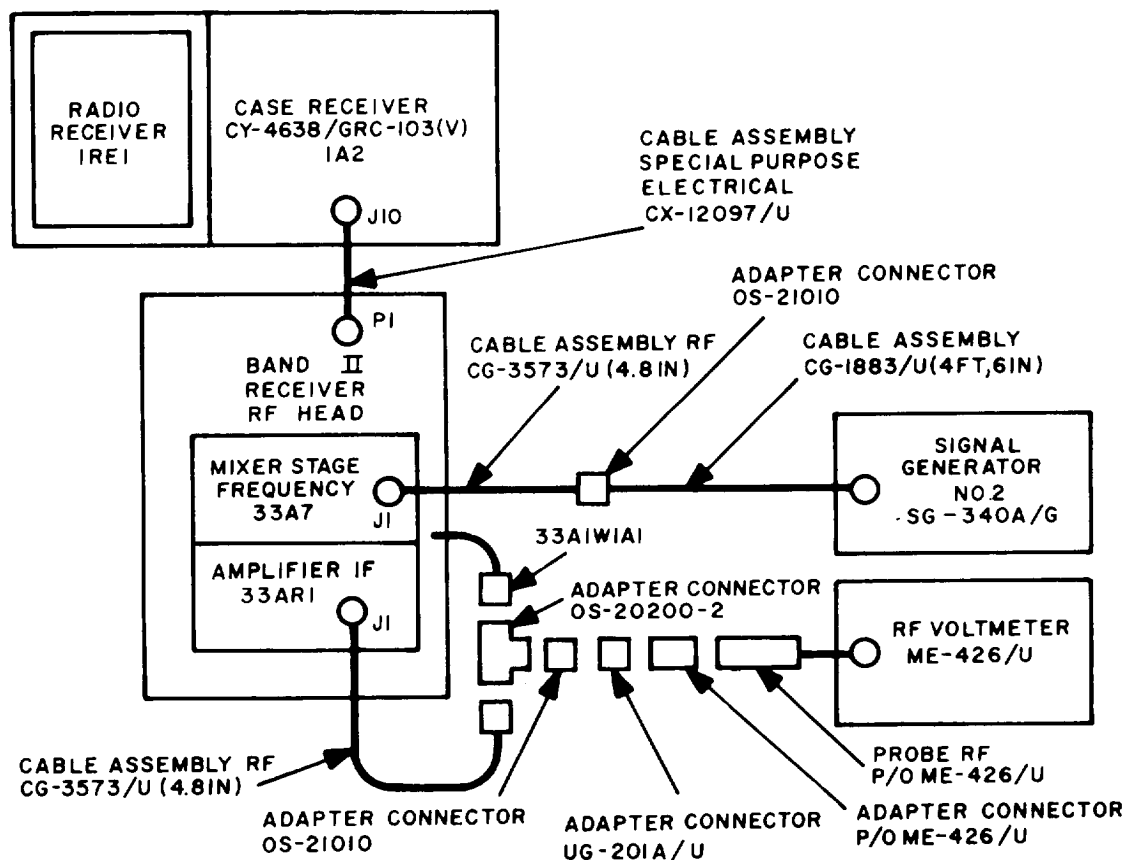 RADIO
RECEIVER
IREI
CASE RECEIVER
CY-4638/GRC-103(V)
IA2
J10
CABLE ASSEMBLY
SPECIAL PURPOSE
ELECTRICAL
CX-12097/U
P1
BAND II
RECEIVER
RF HEAD
CABLE ASSEMBLY RF
CG-3573/U (4.8IN)
ADAPTER CONNECTOR
OS-21010
CABLE ASSEMBLY
CG-1883/U(4FT,6IN)
MIXER STAGE
FREQUENCY
33A7
J1
SIGNAL
GENERATOR
NO.2
SG-340A/G
33A1W1A1
AMPLIFIER IF
33AR1
J1
ADAPTER CONNECTOR
OS-20200-2
RF VOLTMETER
ME-426/U
CABLE ASSEMBLY RF
CG-3573/U (4.8IN)
ADAPTER CONNECTOR
OS-21010
ADAPTER CONNECTOR
UG-201A/U
PROBE RF
P/O ME-426/U
ADAPTER CONNECTOR
P/O ME-426/U